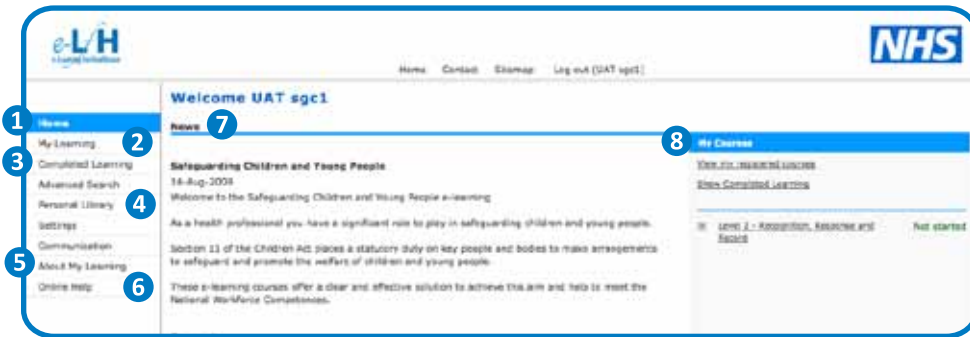 e-LfH
e-Learning for Healthcare
NHS
Home Contact Sitemap Log out (UAT sgc1)
Welcome UAT sgc1
1 Home
7 News
My Learning 2
3 Completed Learning
Advanced Search
Personal Library 4
Settings
Communication
5 About My Learning
Online Help 6
Safeguarding Children and Young People
Welcome to the Safeguarding Children and Young People e-learning
As a health professional you have a significant role to play in safeguarding children and young people.
Section 11 of the Children Act places a statutory duty on key people and bodies to make arrangements
to safeguard and promote the welfare of children and young people.
These e-learning courses offer a clear and effective solution to achieve this aim and help to meet the
National Workforce Competences.
8 My Courses
View my registered courses
Show Completed Learning
Level 2 - Recognition, Response and Not started
Record